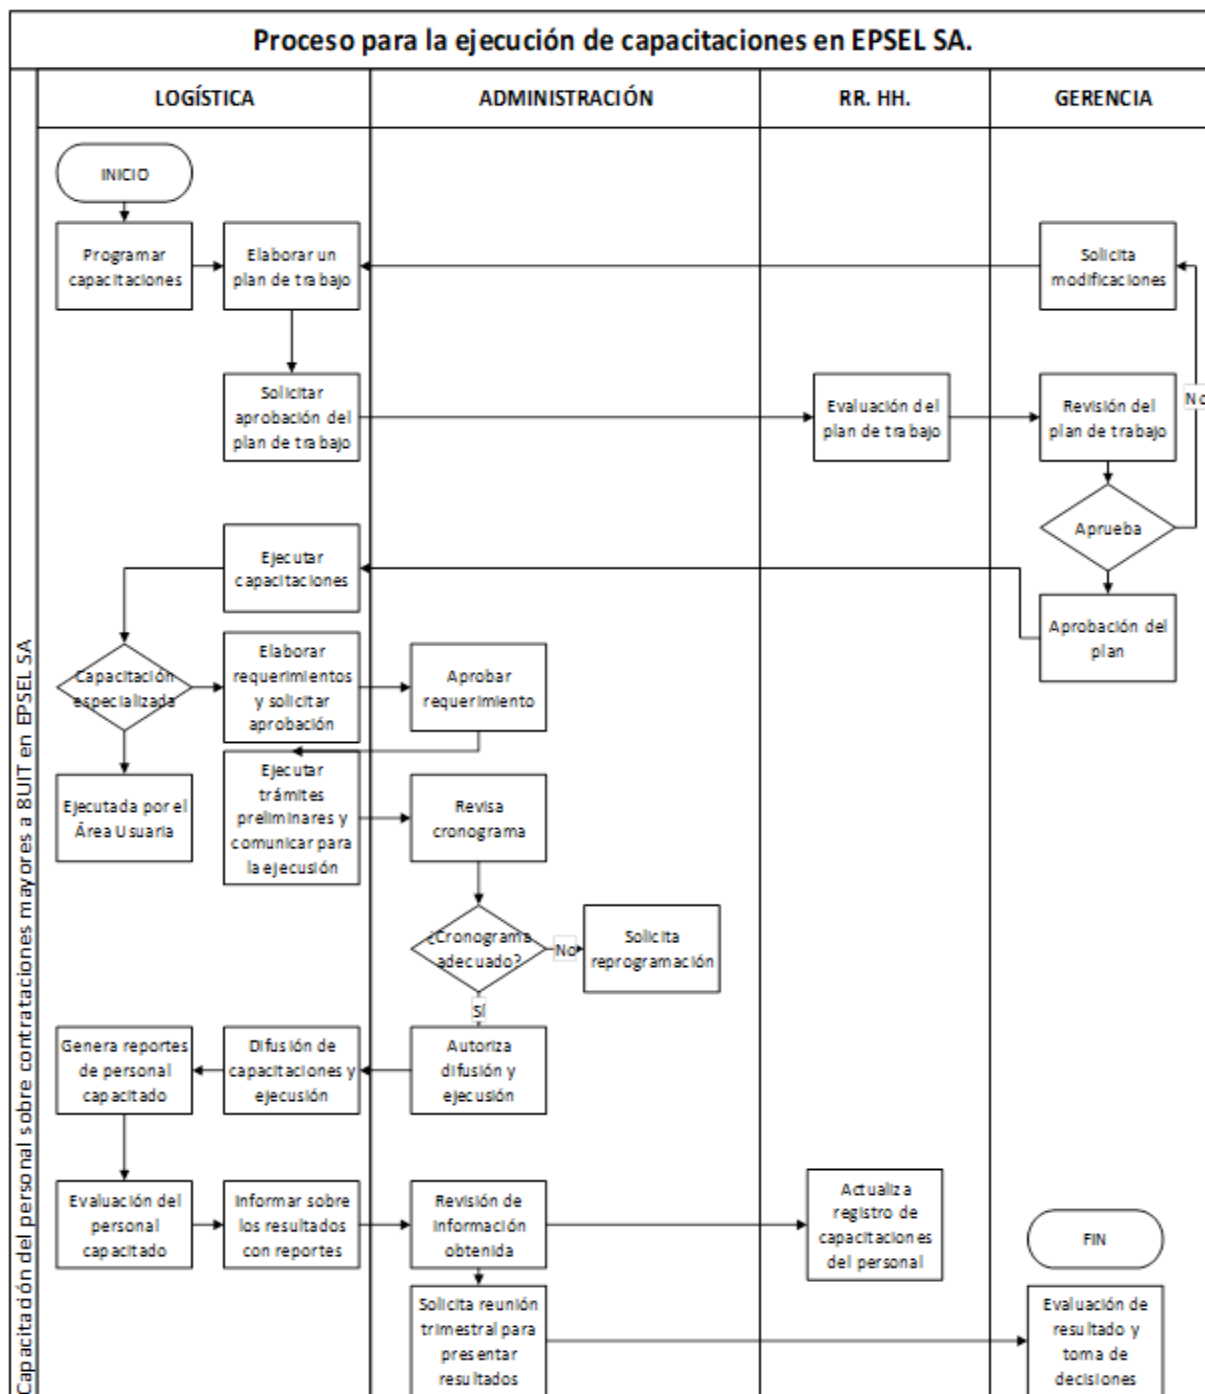 Proceso para la ejecución de capacitaciones en EPSEL SA.
LOGÍSTICA
ADMINISTRACIÓN
RR. HH.
GERENCIA
Capacitación del personal sobre contrataciones mayores a 8UIT en EPSEL SA
INICIO
Programar
capacitaciones
Elaborar un
plan de trabajo
Solicita
modificaciones
Solicitar
aprobación del
plan de trabajo
Evaluación del
plan de trabajo
Revisión del
plan de trabajo
No
Aprueba
Ejecutar
capacitaciones
Aprobación del
plan
Capacitación
especializada
Elaborar
requerimientos
y solicitar
aprobación
Aprobar
requerimiento
Ejecutada por el
Área Usuaria
Ejecutar
trámites
preliminares y
comunicar para
la ejecución
Revisa
cronograma
¿Cronograma
adecuado?
No
Solicita
reprogramación
SÍ
Genera reportes
de personal
capacitado
Difusión de
capacitaciones y
ejecución
Autoriza
difusión y
ejecución
Evaluación del
personal
capacitado
Informar sobre
los resultados
con reportes
Revisión de
información
obtenida
Actualiza
registro de
capacitaciones
del personal
FIN
Solicita reunión
trimestral para
presentar
resultados
Evaluación de
resultado y
toma de
decisiones